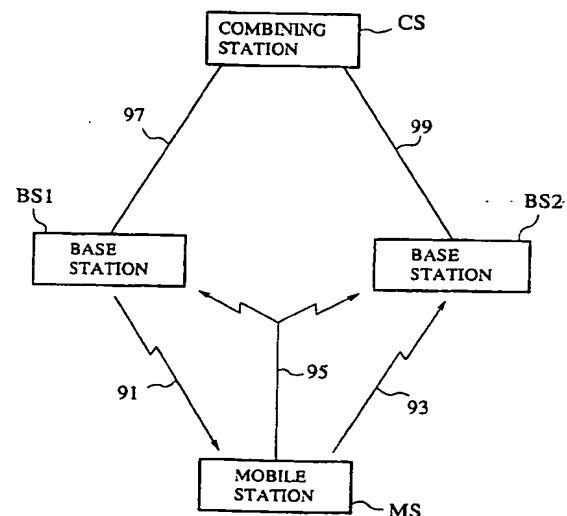 COMBINING
STATION
CS
97
99
BS1
BS2
BASE
STATION
BASE
STATION
91
95
93
MOBILE
STATION
MS